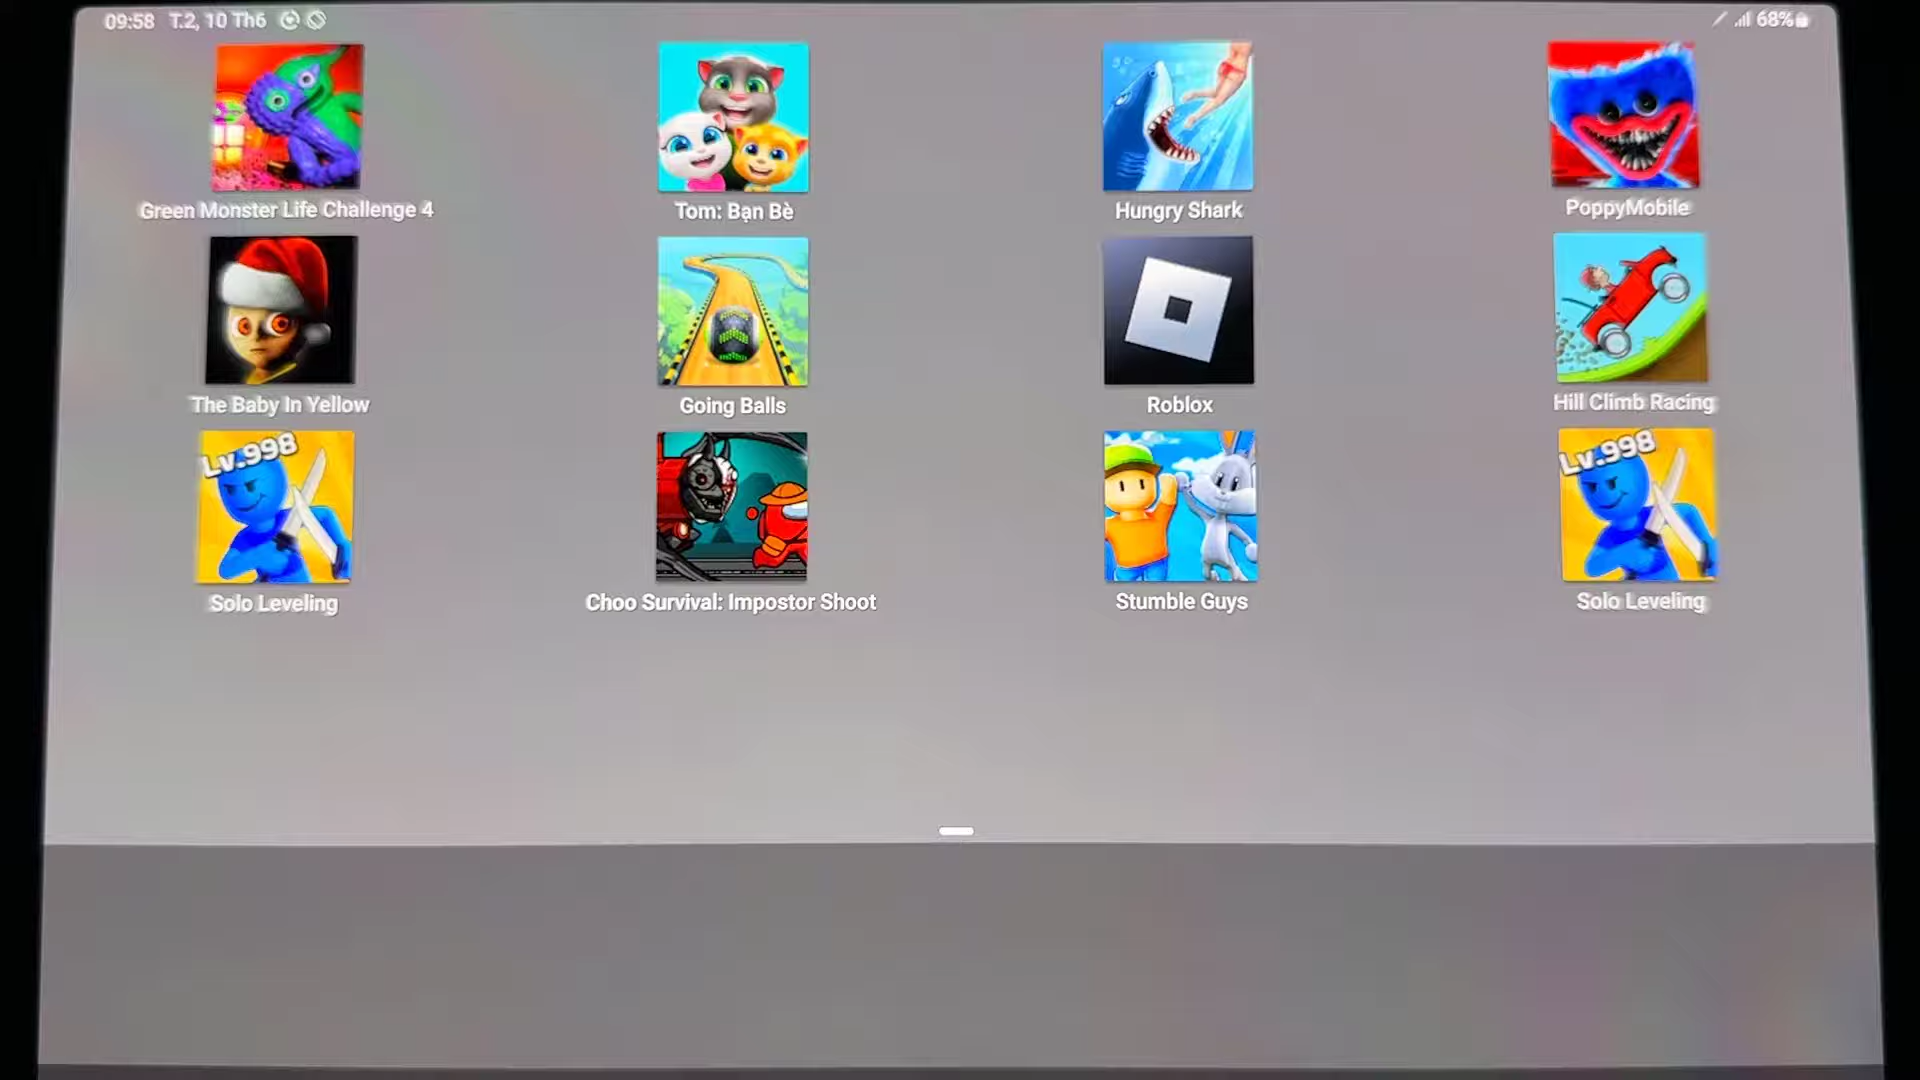 09:58 T.2, 10 Th6 68%
Green Monster Life Challenge 4
Tom: Bạn Bè
Hungry Shark
PoppyMobile
The Baby In Yellow
Going Balls
Roblox
Hill Climb Racing
Lv.998
Lv.998
Solo Leveling
Choo Survival: Impostor Shoot
Stumble Guys
Solo Leveling